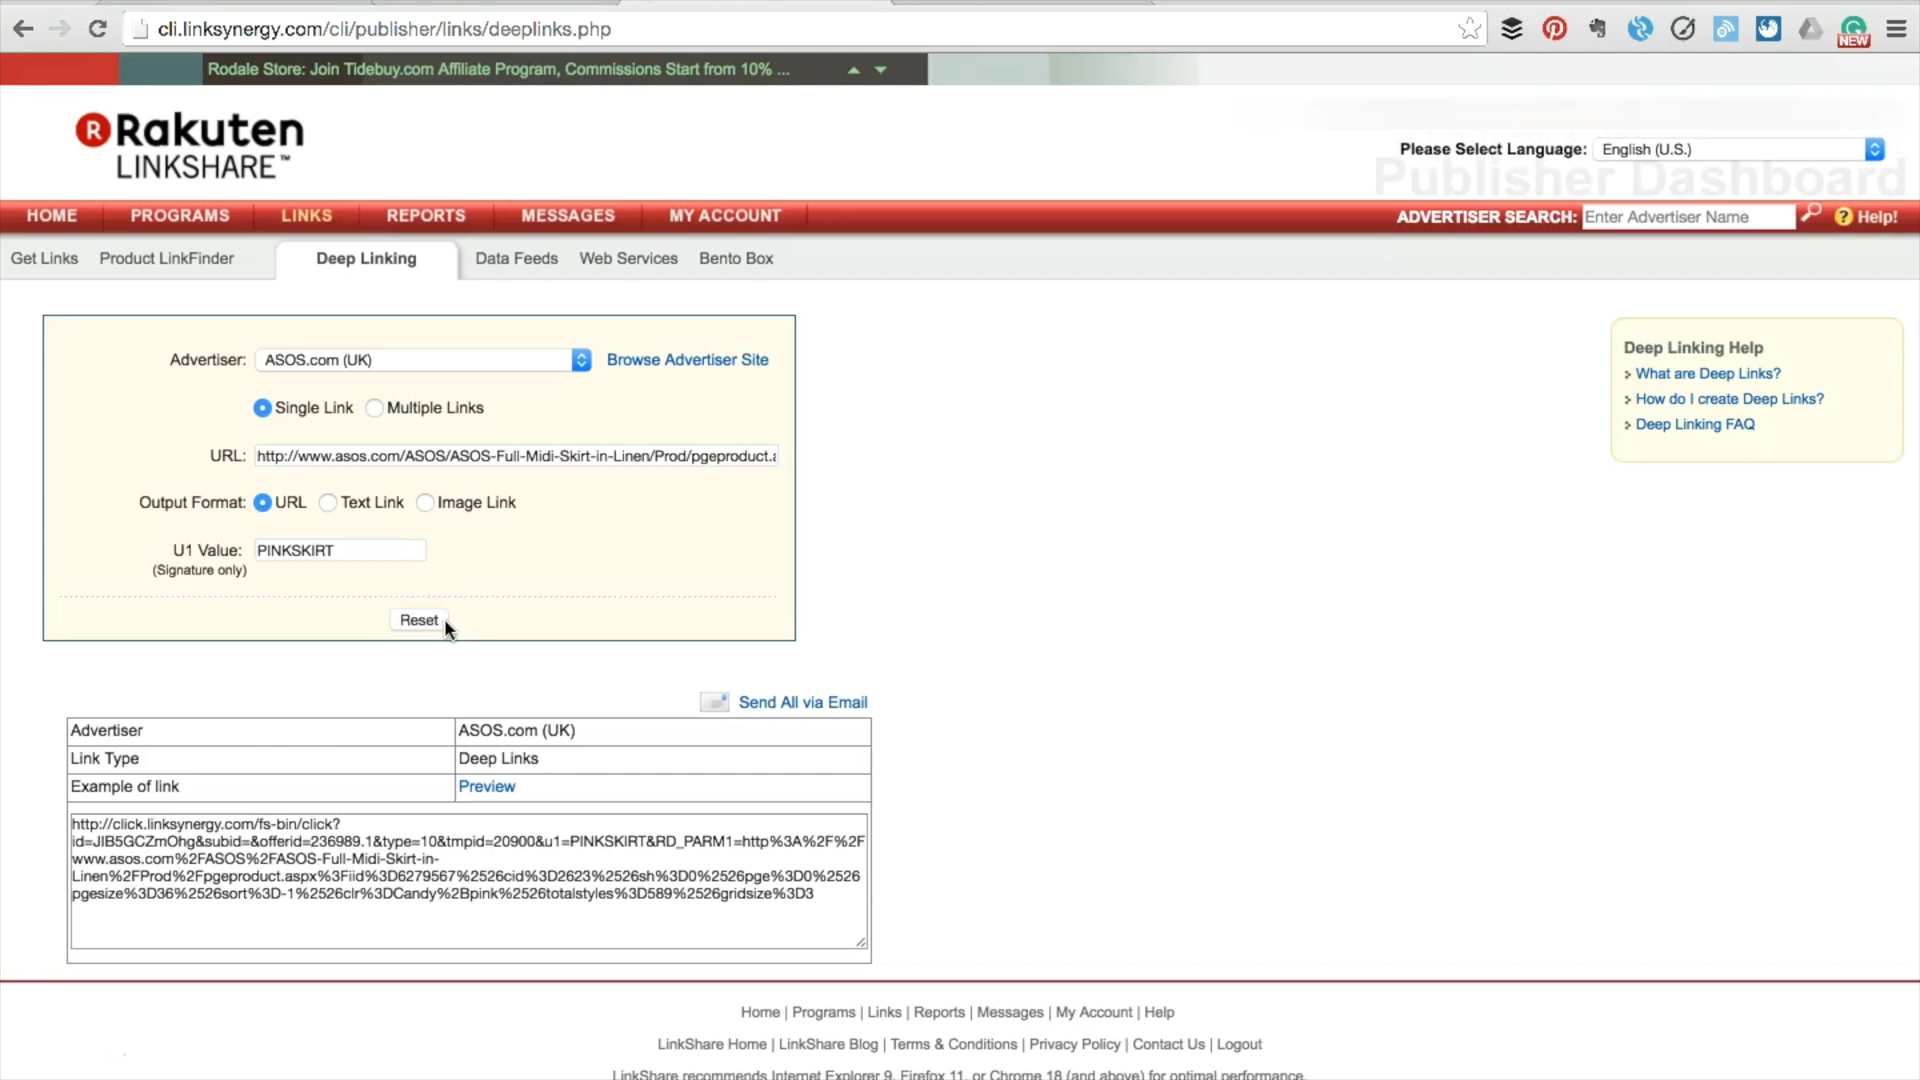 cli.linksynergy.com/cli/publisher/links/deeplinks.php
NEW
Rodale Store: Join Tidebuy.com Affiliate Program, Commissions Start from 10% ...
R Rakuten
LINKSHARE™
Please Select Language: English (U.S.)
Publisher Dashboard
HOME PROGRAMS LINKS REPORTS MESSAGES MY ACCOUNT ADVERTISER SEARCH: Enter Advertiser Name ? Help!
Get Links Product LinkFinder Deep Linking Data Feeds Web Services Bento Box
Advertiser: ASOS.com (UK) Browse Advertiser Site
Single Link Multiple Links
URL: http://www.asos.com/ASOS/ASOS-Full-Midi-Skirt-in-Linen/Prod/pgeproduct.a
Output Format: URL Text Link Image Link
U1 Value: PINKSKIRT
(Signature only)
Reset
Deep Linking Help
What are Deep Links?
How do I create Deep Links?
Deep Linking FAQ
Send All via Email
Advertiser ASOS.com (UK)
Link Type Deep Links
Example of link Preview
http://click.linksynergy.com/fs-bin/click?
id=JIB5GCZmOhg&subid=&offerid=236989.1&type=10&tmpid=20900&u1=PINKSKIRT&RD_PARM1=http%3A%2F%2F
www.asos.com%2FASOS%2FASOS-Full-Midi-Skirt-in-
Linen%2FProd%2Fpgeproduct.aspx%3Fiid%3D6279567%2526cid%3D2623%2526sh%3D0%2526pge%3D0%2526
pgesize%3D36%2526sort%3D-1%2526clr%3DCandy%2Bpink%2526totalstyles%3D589%2526gridsize%3D3
Home | Programs | Links | Reports | Messages | My Account | Help
LinkShare Home | LinkShare Blog | Terms & Conditions | Privacy Policy | Contact Us | Logout
LinkShare recommends Internet Explorer 9, Firefox 11, or Chrome 18 (and above) for optimal performance.